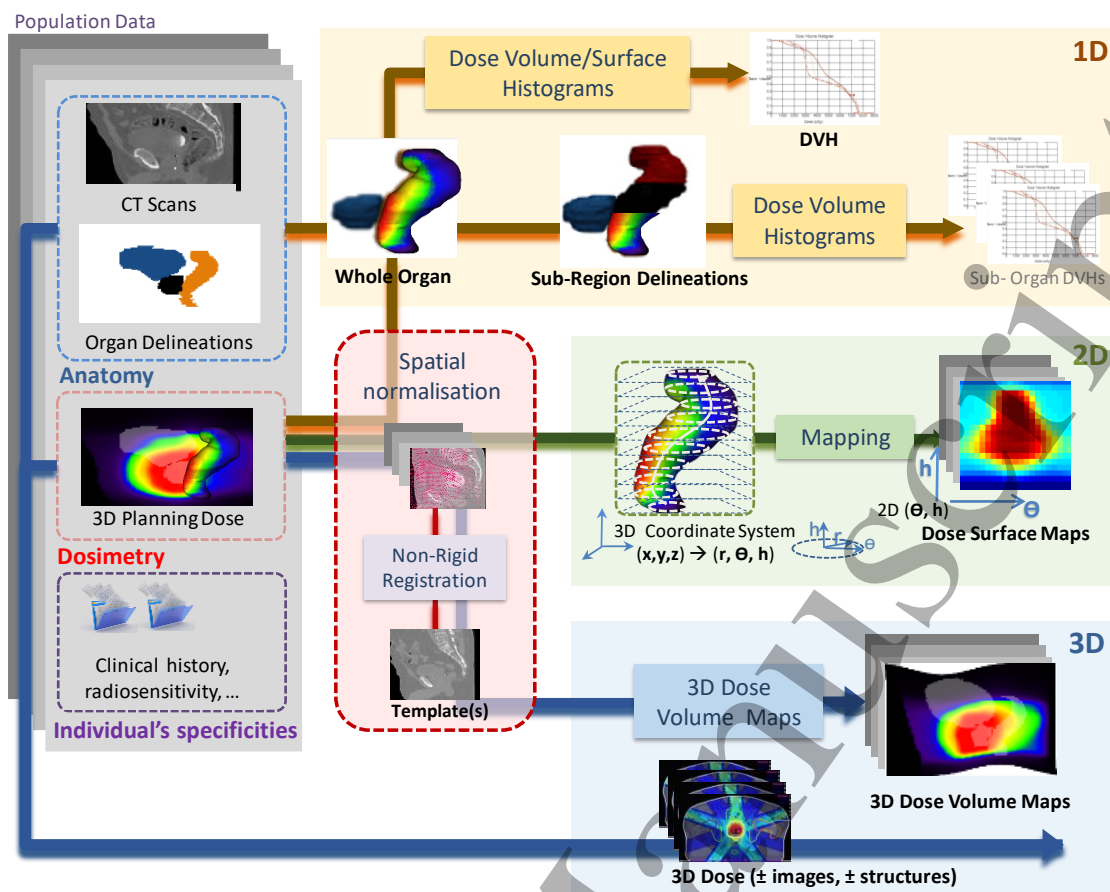 Population Data
CT Scans
Organ Delineations
Anatomy
3D Planning Dose
Dosimetry
Clinical history,
radiosensitivity, ...
Individual's specificities
1D
Dose Volume/Surface
Histograms
DVH
Whole Organ
Sub-Region Delineations
Dose Volume
Histograms
Sub- Organ DVHs
Spatial
normalisation
Non-Rigid
Registration
Template(s)
2D
3D Coordinate System
(x,y,z) → (r, Θ, h)
h
r
Θ
Mapping
h
Θ
2D (Θ, h)
Dose Surface Maps
3D
3D Dose
Volume Maps
3D Dose Volume Maps
3D Dose (± images, ± structures)